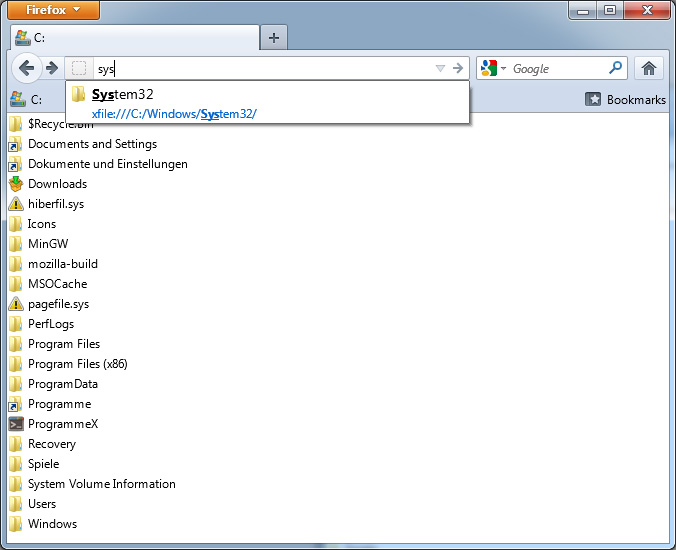 Firefox
C:
sys
Google
System32
xfile:///C:/Windows/System32/
C:
Bookmarks
$Recycle.Bin
Documents and Settings
Dokumente und Einstellungen
Downloads
hiberfil.sys
Icons
MinGW
mozilla-build
MSOCache
pagefile.sys
PerfLogs
Program Files
Program Files (x86)
ProgramData
Programme
ProgrammeX
Recovery
Spiele
System Volume Information
Users
Windows